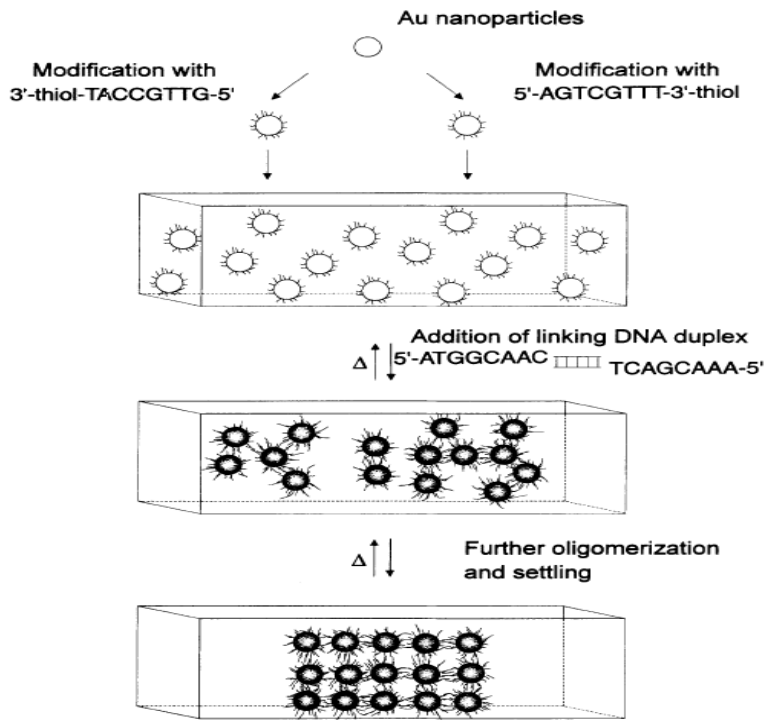 Au nanoparticles
Modification with
3'-thiol-TACCGTTG-5'
Modification with
5'-AGTCGTTT-3'-thiol
Addition of linking DNA duplex
Δ
5'-ATGGCAAC
TCAGCAAA-5'
Δ
Further oligomerization
and settling